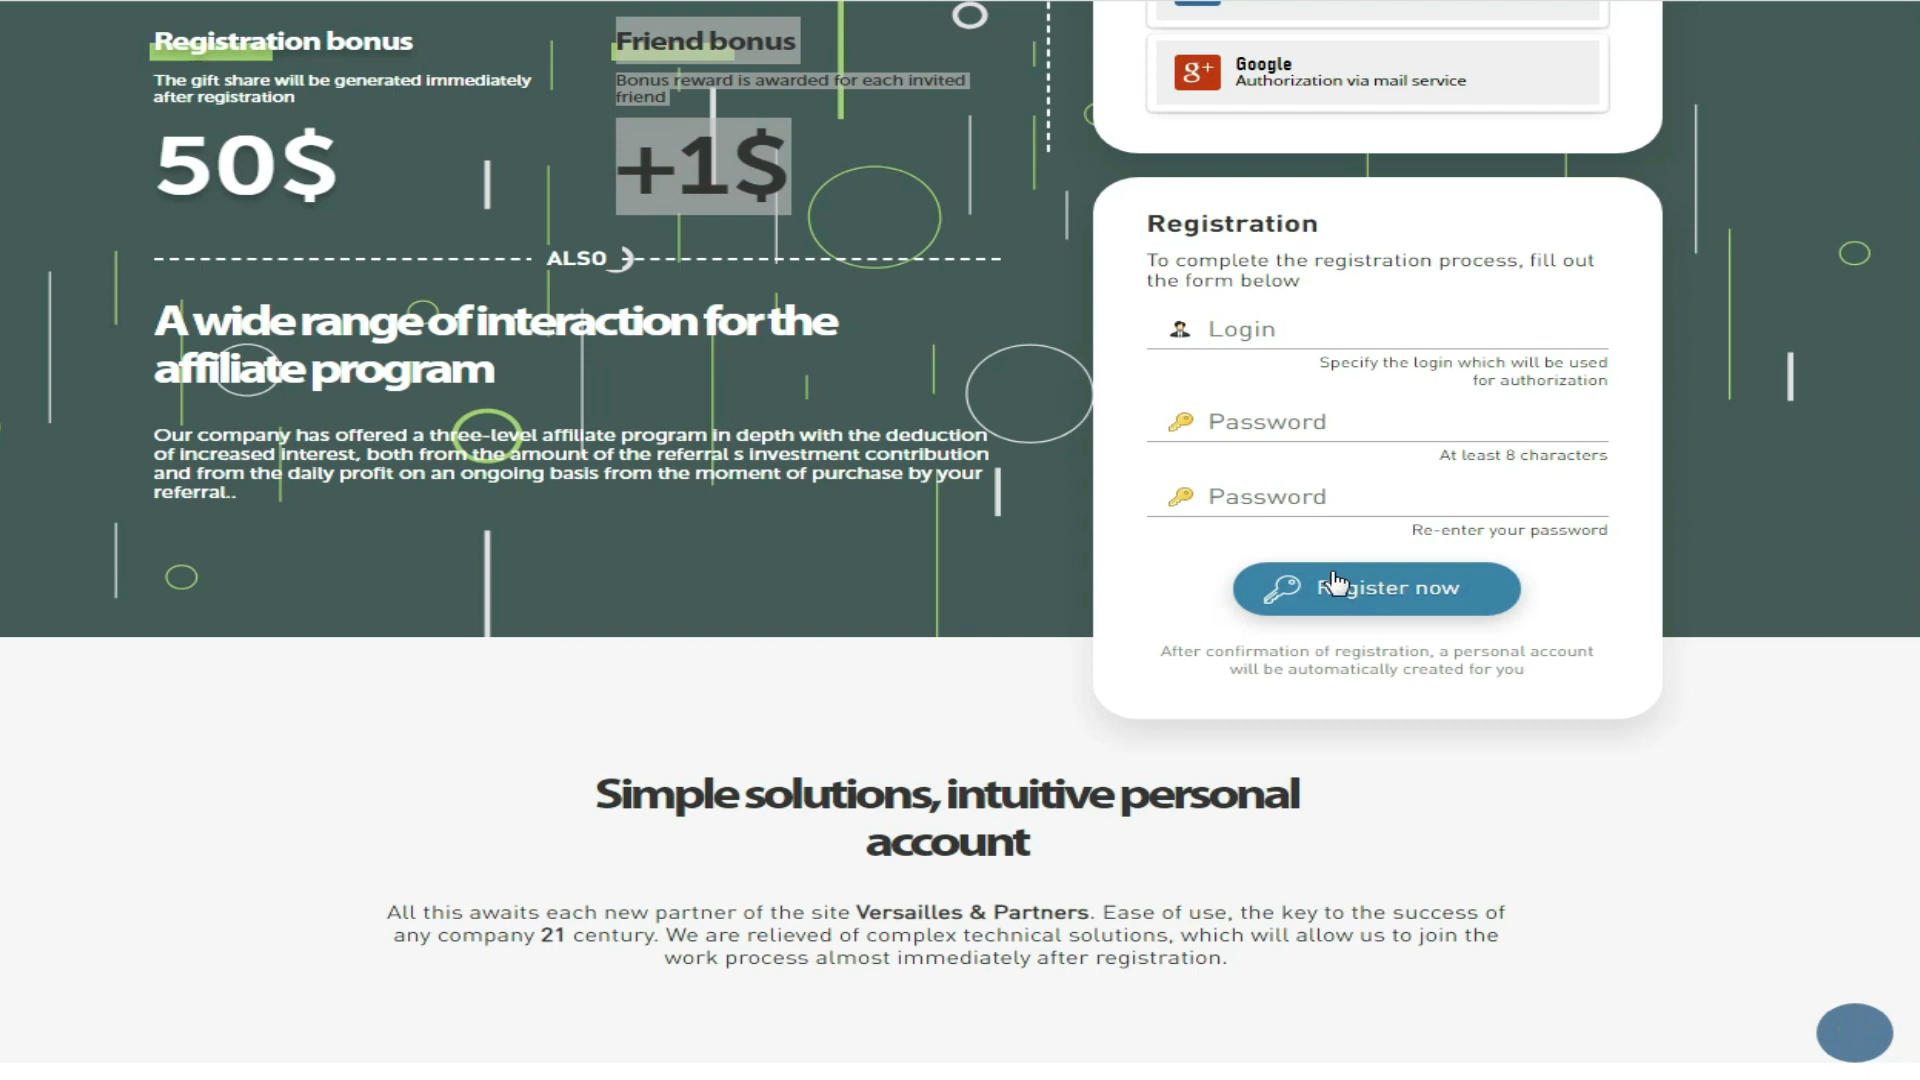 Registration bonus
The gift share will be generated immediately
after registration
50$
Friend bonus
Bonus reward is awarded for each invited
friend
+1$
ALSO
A wide range of interaction for the
affiliate program
Our company has offered a three-level affiliate program in depth with the deduction
of increased interest, both from the amount of the referral s investment contribution
and from the daily profit on an ongoing basis from the moment of purchase by your
referral..
g+
Google
Authorization via mail service
Registration
To complete the registration process, fill out
the form below
Login
Specify the login which will be used
for authorization
Password
At least 8 characters
Password
Re-enter your password
Register now
After confirmation of registration, a personal account
will be automatically created for you
Simple solutions, intuitive personal
account
All this awaits each new partner of the site Versailles & Partners. Ease of use, the key to the success of
any company 21 century. We are relieved of complex technical solutions, which will allow us to join the
work process almost immediately after registration.